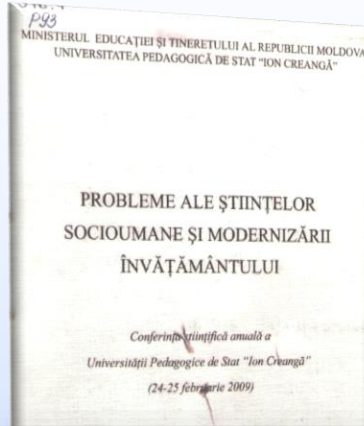 P93
MINISTERUL EDUCAȚIEI ȘI TINERETULUI AL REPUBLICII MOLDOVA
UNIVERSITATEA PEDAGOGICĂ DE STAT "ION CREANGĂ"
PROBLEME ALE ȘTIINȚELOR
SOCIOUMANE ȘI MODERNIZĂRII
ÎNVĂȚĂMÂNTULUI
Conferința științifică anuală a
Universității Pedagogice de Stat "Ion Creangă"
(24-25 februarie 2009)